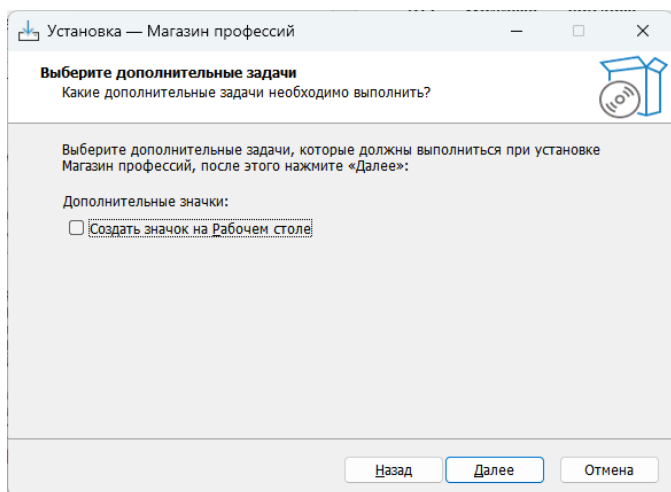 Установка — Магазин профессий
Выберите дополнительные задачи
Какие дополнительные задачи необходимо выполнить?
Выберите дополнительные задачи, которые должны выполниться при установке
Магазин профессий, после этого нажмите «Далее»:
Дополнительные значки:
Создать значок на Рабочем столе
Назад
Далее
Отмена